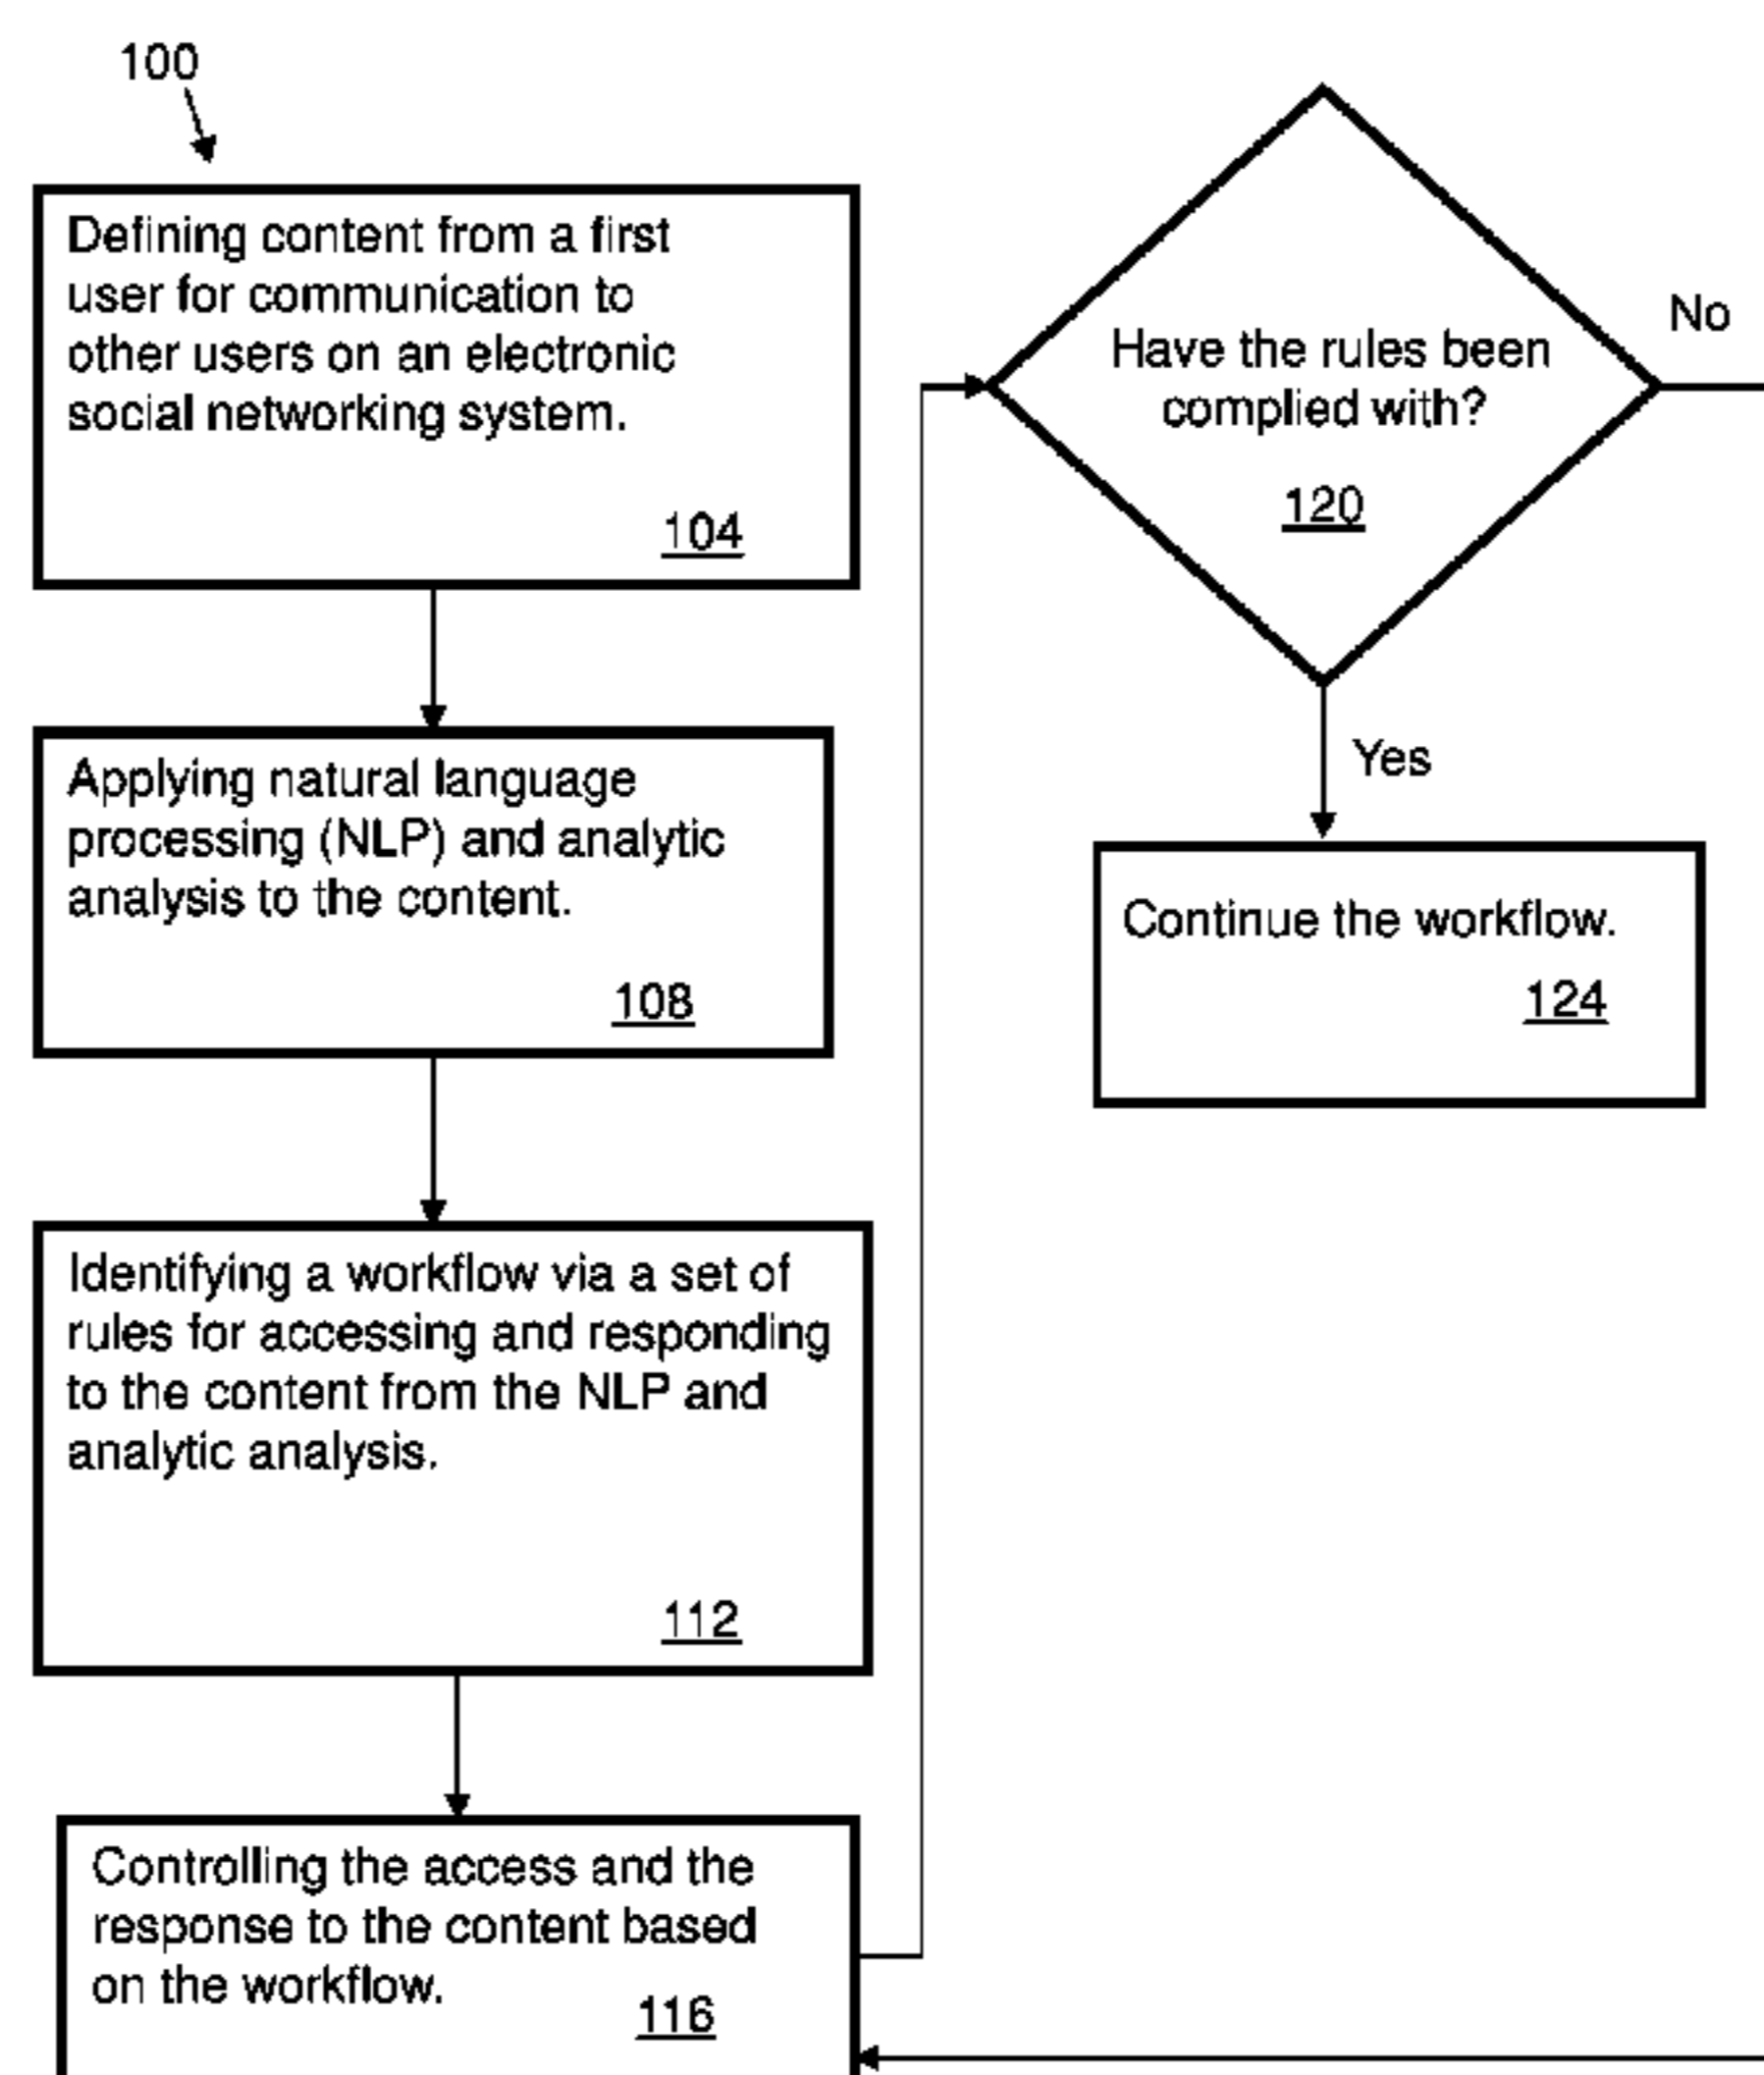 100
Defining content from a first
user for communication to
other users on an electronic
social networking system.
104
Applying natural language
processing (NLP) and analytic
analysis to the content.
108
Identifying a workflow via a set of
rules for accessing and responding
to the content from the NLP and
analytic analysis.
112
Controlling the access and the
response to the content based
on the workflow.
116
Have the rules been
complied with?
120
No
Yes
Continue the workflow.
124